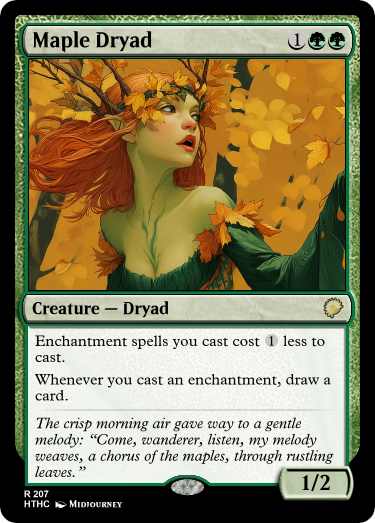 Maple Dryad 1
Creature — Dryad
Enchantment spells you cast cost 1 less to
cast.
Whenever you cast an enchantment, draw a
card.
The crisp morning air gave way to a gentle
melody: “Come, wanderer, listen, my melody
weaves, a chorus of the maples, through rustling
leaves.”
1/2
R 207
HTHC Midjourney